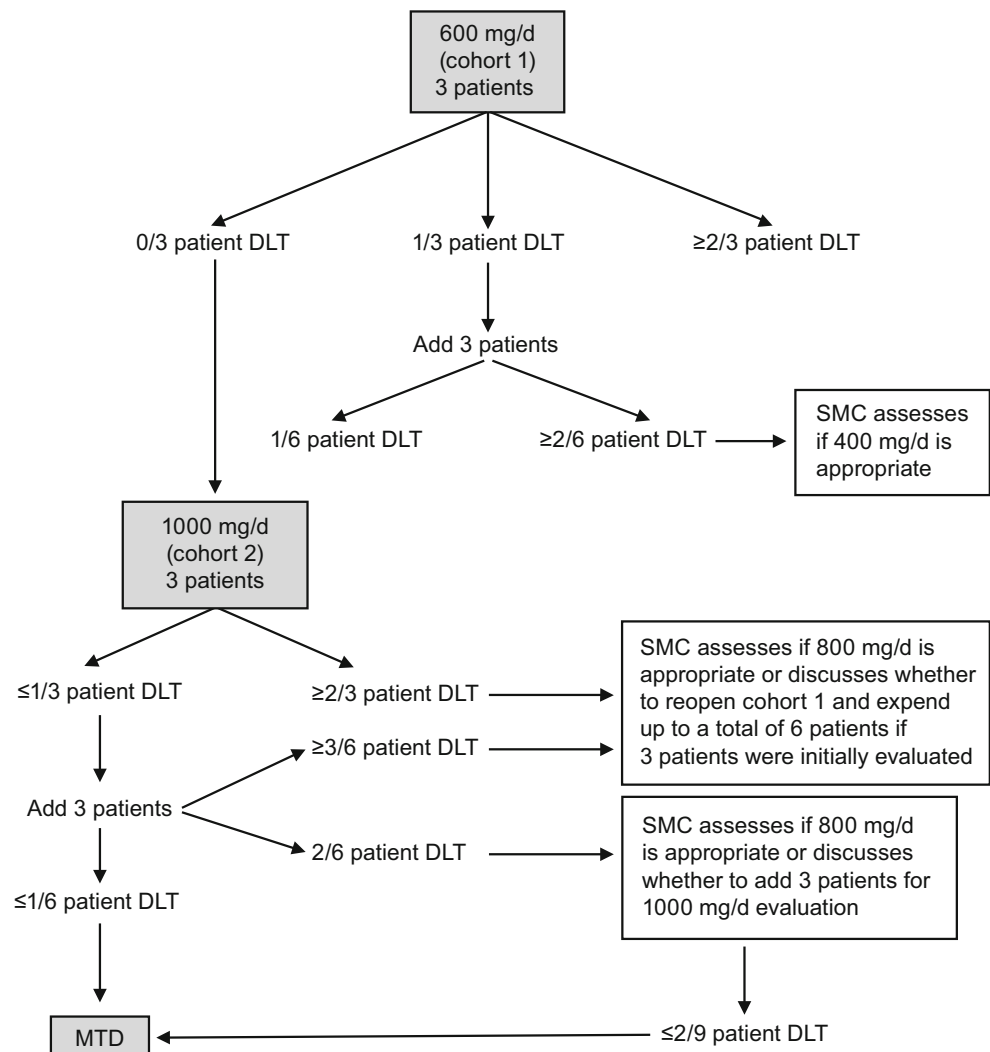 600 mg/d
(cohort 1)
3 patients
0/3 patient DLT
1/3 patient DLT
≥2/3 patient DLT
Add 3 patients
1/6 patient DLT
≥2/6 patient DLT
SMC assesses
if 400 mg/d is
appropriate
1000 mg/d
(cohort 2)
3 patients
≤1/3 patient DLT
≥2/3 patient DLT
SMC assesses if 800 mg/d is
appropriate or discusses whether
to reopen cohort 1 and expend
up to a total of 6 patients if
3 patients were initially evaluated
≥3/6 patient DLT
Add 3 patients
2/6 patient DLT
SMC assesses if 800 mg/d
is appropriate or discusses
whether to add 3 patients for
1000 mg/d evaluation
≤1/6 patient DLT
MTD
≤2/9 patient DLT